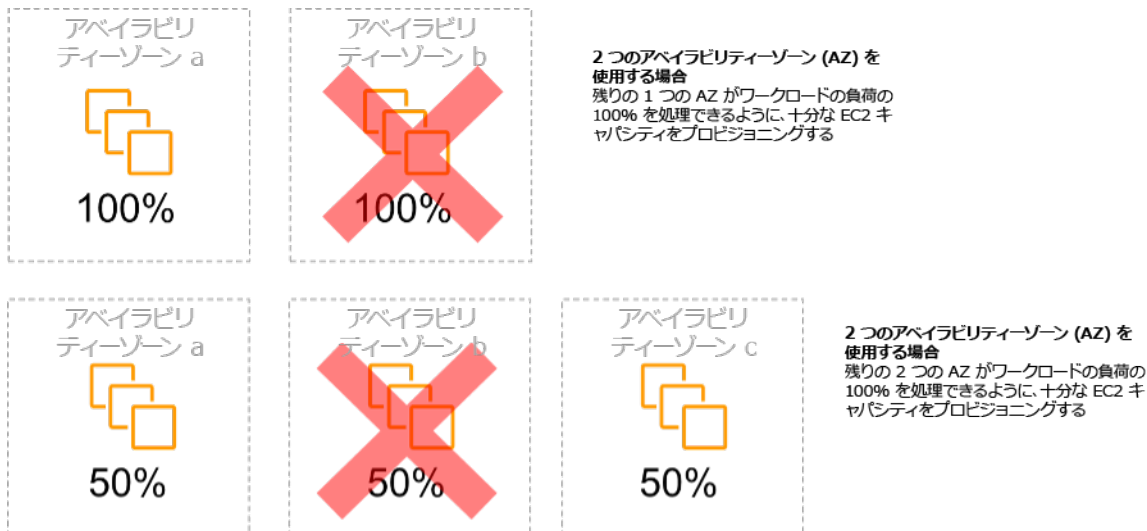 アベイラビリ
ティーゾーン a
100%
アベイラビリ
ティーゾーン b
100%
2 つのアベイラビリティーゾーン (AZ) を
使用する場合
残りの 1 つの AZ がワークロードの負荷の
100% を処理できるように、十分な EC2 キ
ャパシティをプロビジョニングする
アベイラビリ
ティーゾーン a
50%
アベイラビリ
ティーゾーン b
50%
アベイラビリ
ティーゾーン c
50%
2 つのアベイラビリティーゾーン (AZ) を
使用する場合
残りの 2 つの AZ がワークロードの負荷の
100% を処理できるように、十分な EC2 キ
ャパシティをプロビジョニングする